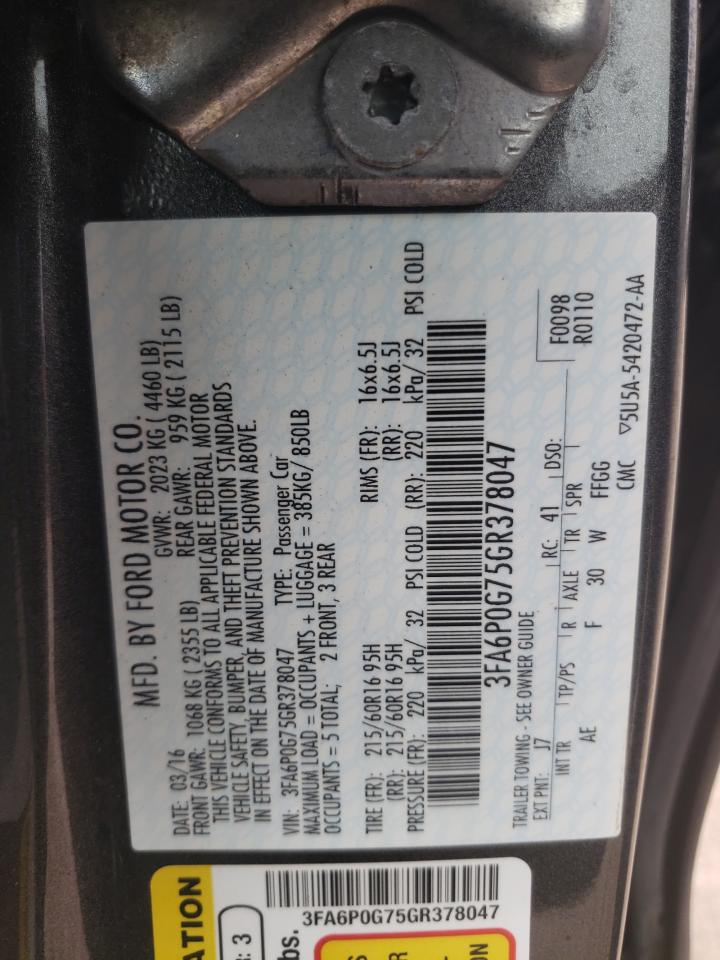 MFD. BY FORD MOTOR CO.
DATE: 03/16 GVWR: 2023 KG ( 4460 LB)
FRONT GAWR: 1068 KG ( 2355 LB) REAR GAWR: 959 KG ( 2115 LB)
THIS VEHICLE CONFORMS TO ALL APPLICABLE FEDERAL MOTOR
VEHICLE SAFETY, BUMPER, AND THEFT PREVENTION STANDARDS
IN EFFECT ON THE DATE OF MANUFACTURE SHOWN ABOVE.
VIN: 3FA6P0G75GR378047 TYPE: Passenger Car
MAXIMUM LOAD = OCCUPANTS + LUGGAGE = 385KG/ 850LB
OCCUPANTS = 5 TOTAL; 2 FRONT, 3 REAR
TIRE (FR): 215/60R16 95H RIMS (FR): 16x6.5J
(RR): 215/60R16 95H (RR): 16x6.5J
PRESSURE (FR): 220 kPa/ 32 PSI COLD (RR): 220 kPa/ 32 PSI COLD
3FA6P0G75GR378047
TRAILER TOWING - SEE OWNER GUIDE
F0098
EXT PNT: J7 RC: 41 DSO: R0110
INT TR TP/PS R AXLE TR SPR
AE F 30 W FFGG
CMC ▽5U5A-5420472-AA
3FA6P0G75GR378047
ATION
: 3
bs.
S
R
ON